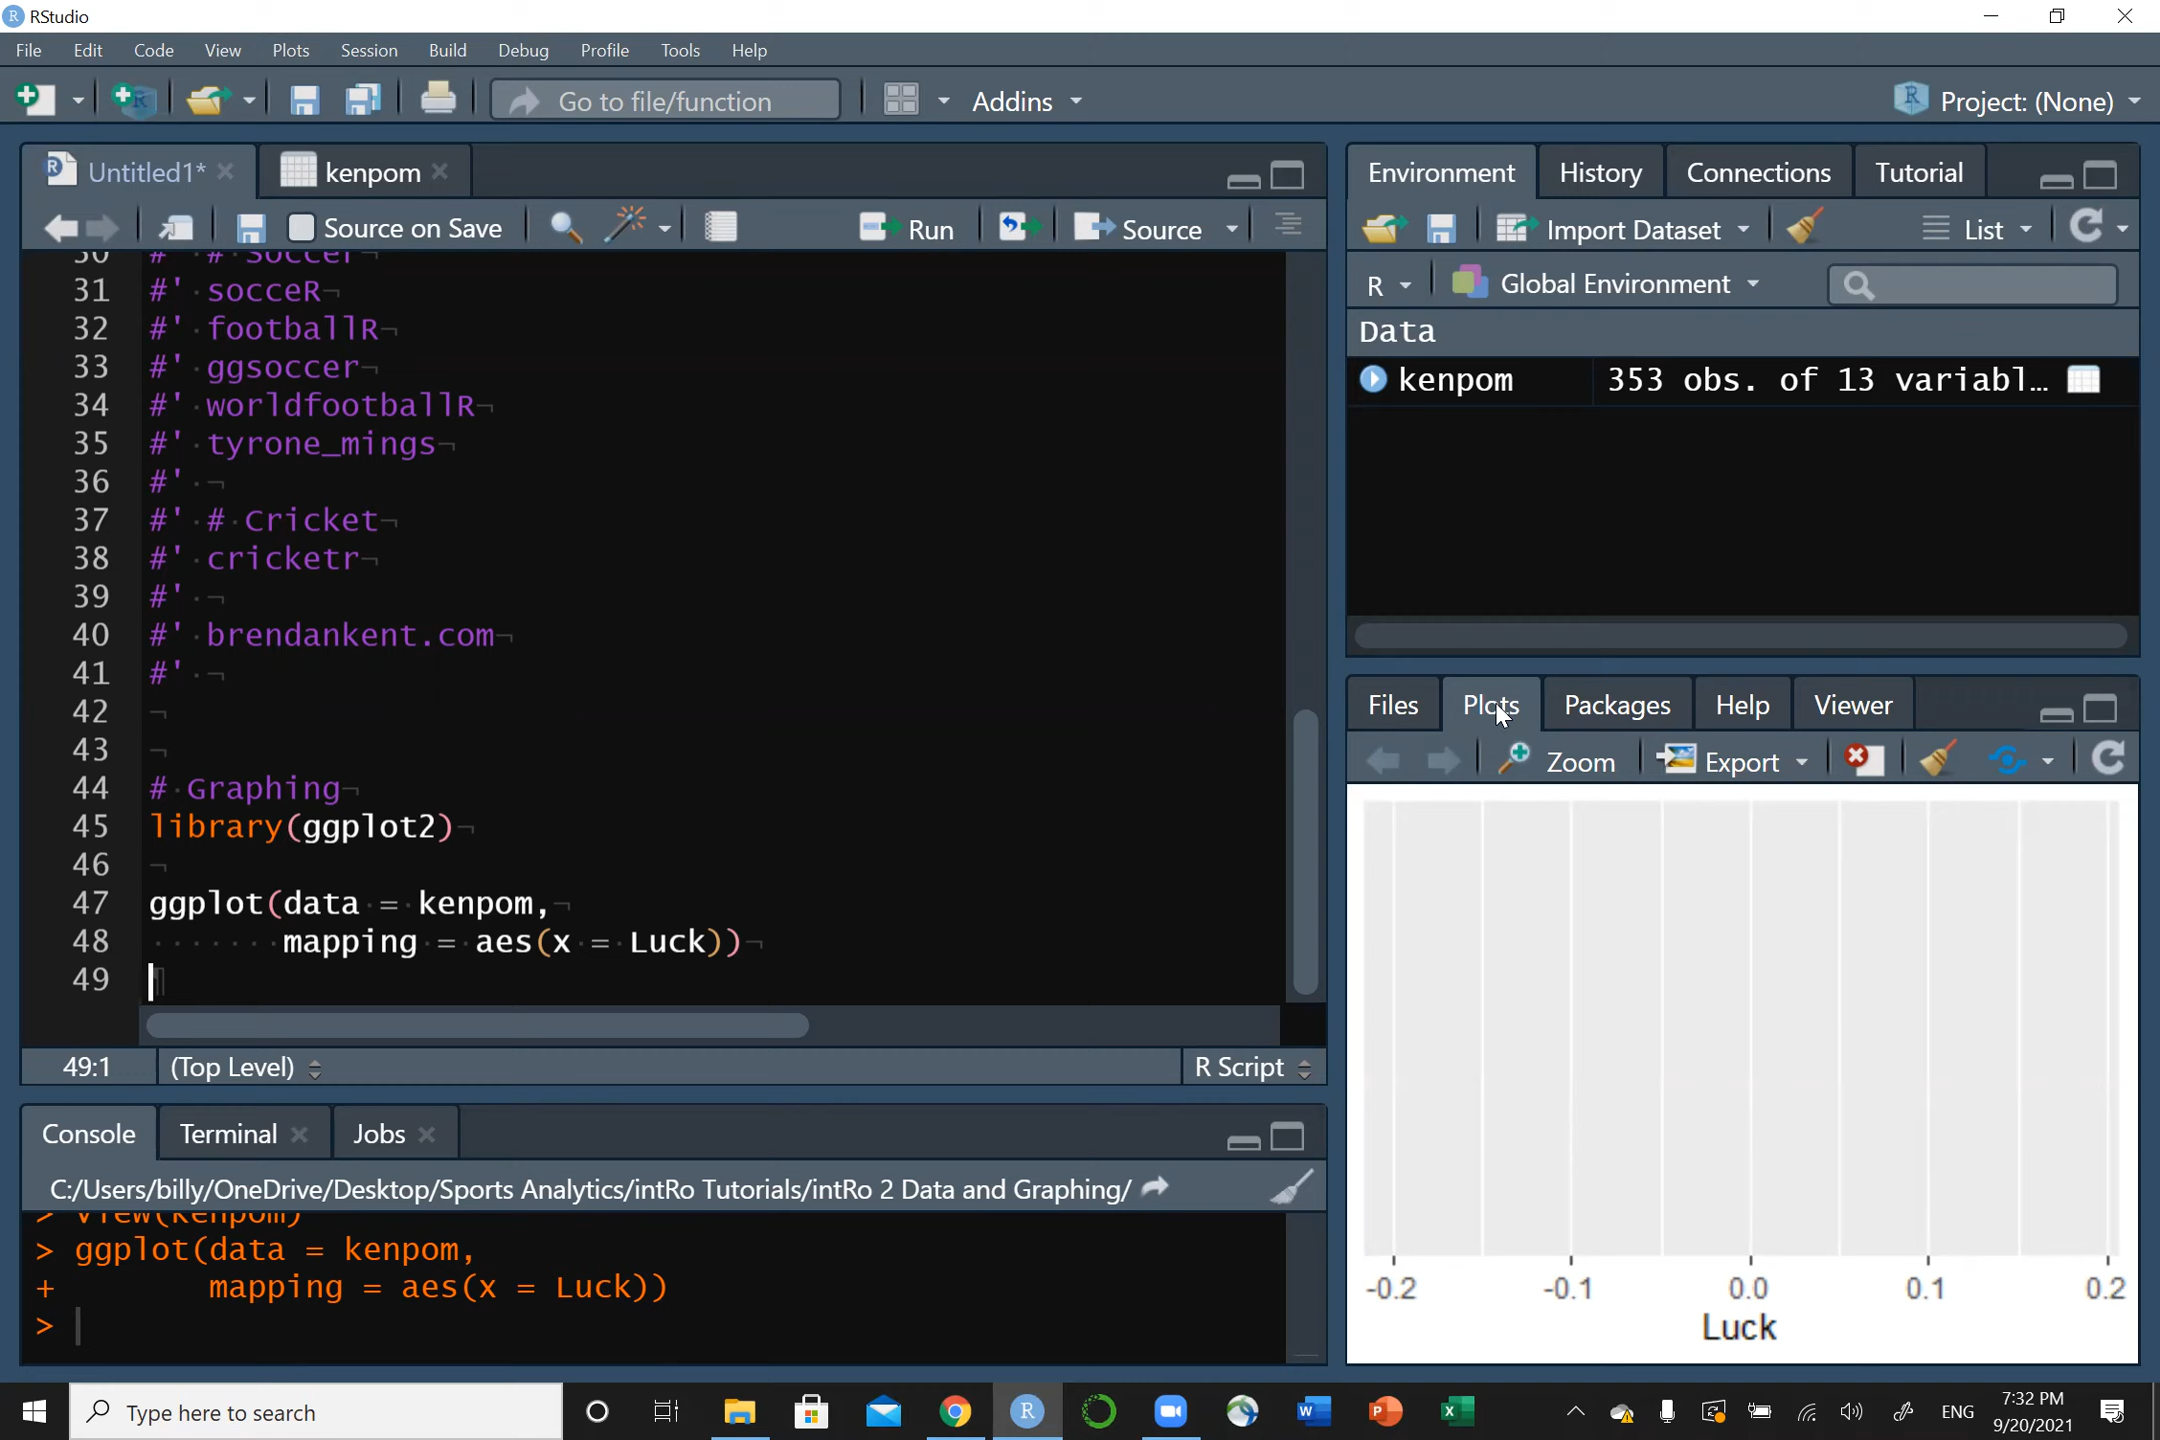 RStudio
File Edit Code View Plots Session Build Debug Profile Tools Help
Go to file/function Addins Project: (None)
Untitled1* kenpom
Source on Save Run Source
30 #' # Soccer
31 #' socceR
32 #' footballR
33 #' ggsoccer
34 #' worldfootballR
35 #' tyrone_mings
36 #'
37 #' # Cricket
38 #' cricketr
39 #'
40 #' brendankent.com
41 #'
42
43
44 # Graphing
45 library(ggplot2)
46
47 ggplot(data = kenpom,
48 mapping = aes(x = Luck))
49
49:1 (Top Level) R Script
Console Terminal Jobs
C:/Users/billy/OneDrive/Desktop/Sports Analytics/intRo Tutorials/intRo 2 Data and Graphing/
> View(kenpom)
> ggplot(data = kenpom,
+ mapping = aes(x = Luck))
>
Environment History Connections Tutorial
Import Dataset List
R Global Environment
Data
kenpom 353 obs. of 13 variabl…
Files Plots Packages Help Viewer
Zoom Export
-0.2 -0.1 0.0 0.1 0.2
Luck
Type here to search
ENG
7:32 PM
9/20/2021